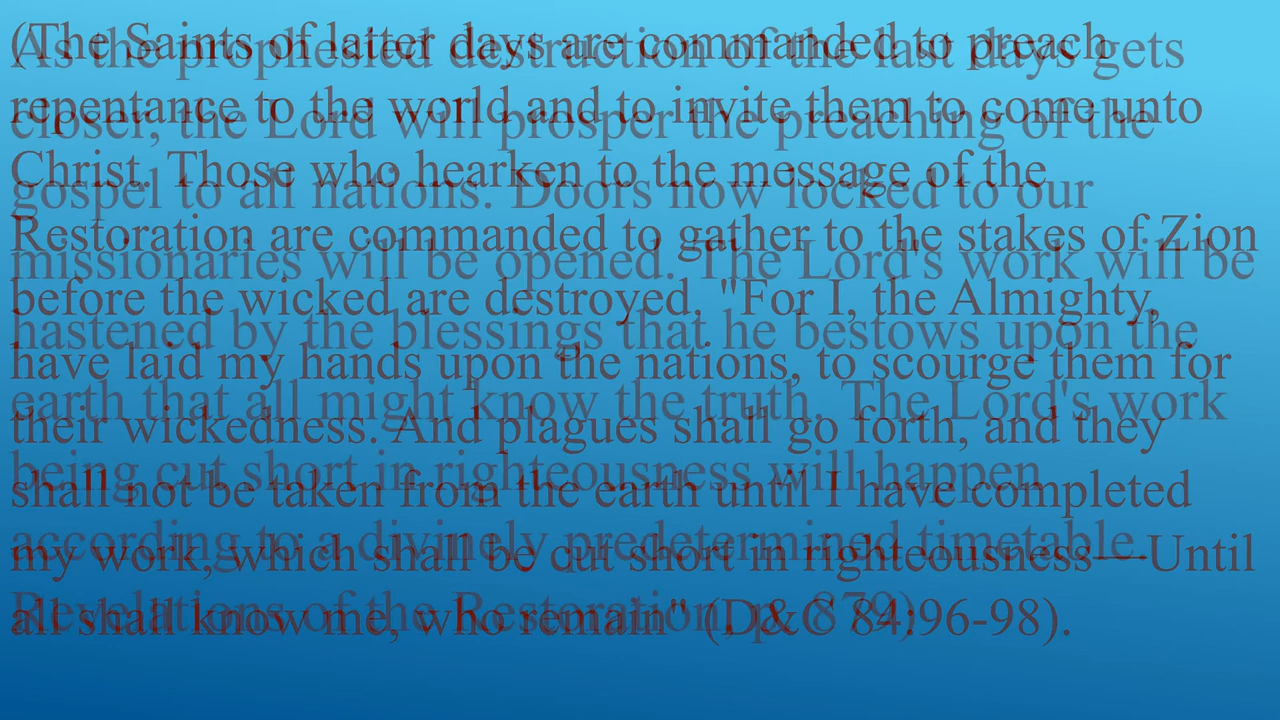 (The Saints of latter days are commanded to preach
repentance to the world and to invite them to come unto
Christ. Those who hearken to the message of the
Restoration are commanded to gather to the stakes of Zion
before the wicked are destroyed. "For I, the Almighty,
have laid my hands upon the nations, to scourge them for
their wickedness. And plagues shall go forth, and they
shall not be taken from the earth until I have completed
my work, which shall be cut short in righteousness—Until
all shall know me, who remain" (D&C 84:96-98).
As the prophesied destruction of the last days gets
closer, the Lord will prosper the preaching of the
gospel to all nations. Doors now locked to our
missionaries will be opened. The Lord's work will be
hastened by the blessings that he bestows upon the
earth that all might know the truth. The Lord's work
being cut short in righteousness will happen
according to a divinely predetermined timetable.
Revelations of the Restoration, p. 879)